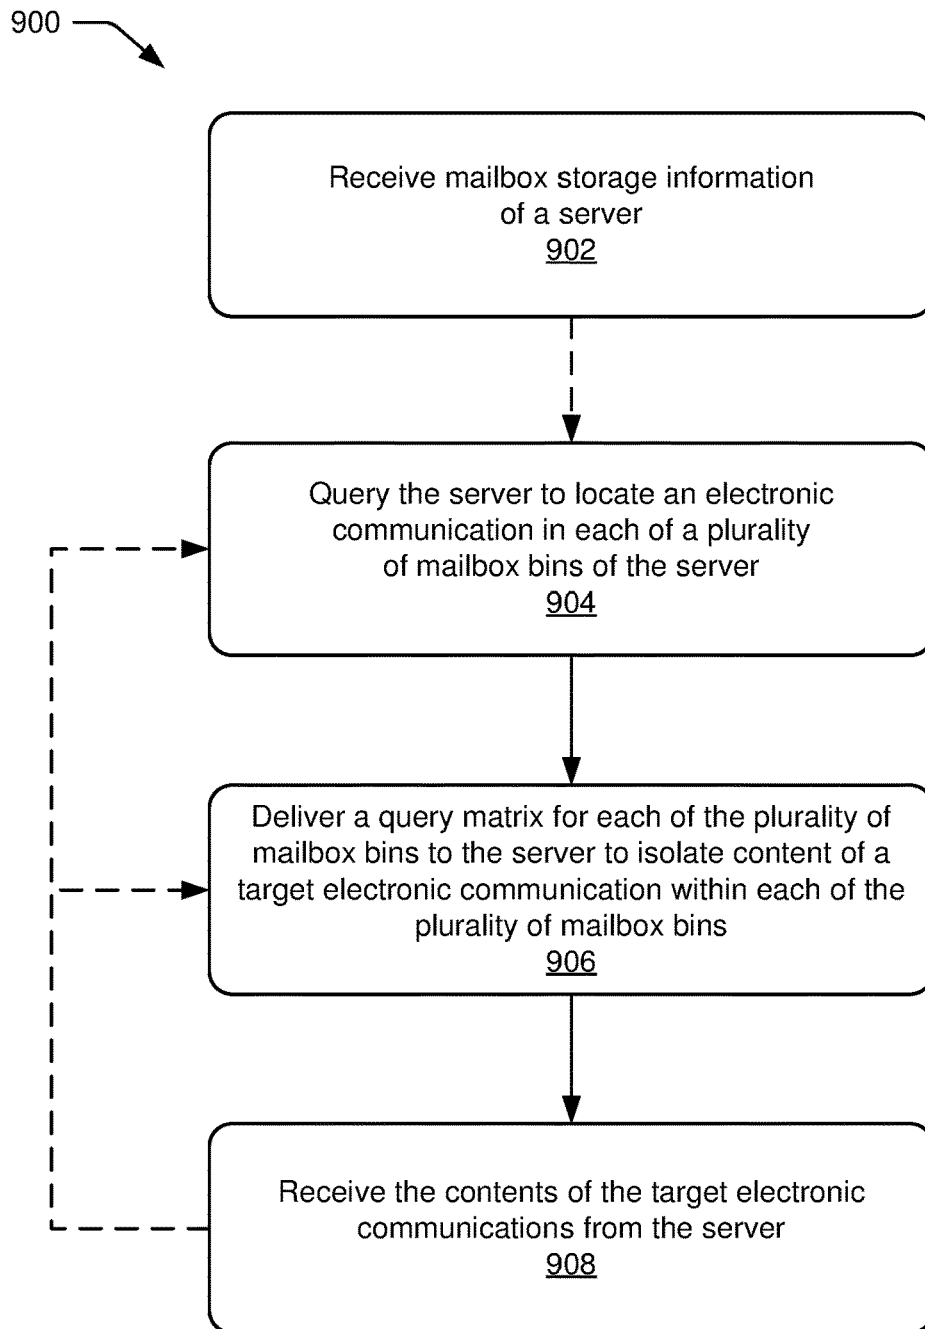 900
Receive mailbox storage information
of a server
902
Query the server to locate an electronic
communication in each of a plurality
of mailbox bins of the server
904
Deliver a query matrix for each of the plurality of
mailbox bins to the server to isolate content of a
target electronic communication within each of the
plurality of mailbox bins
906
Receive the contents of the target electronic
communications from the server
908